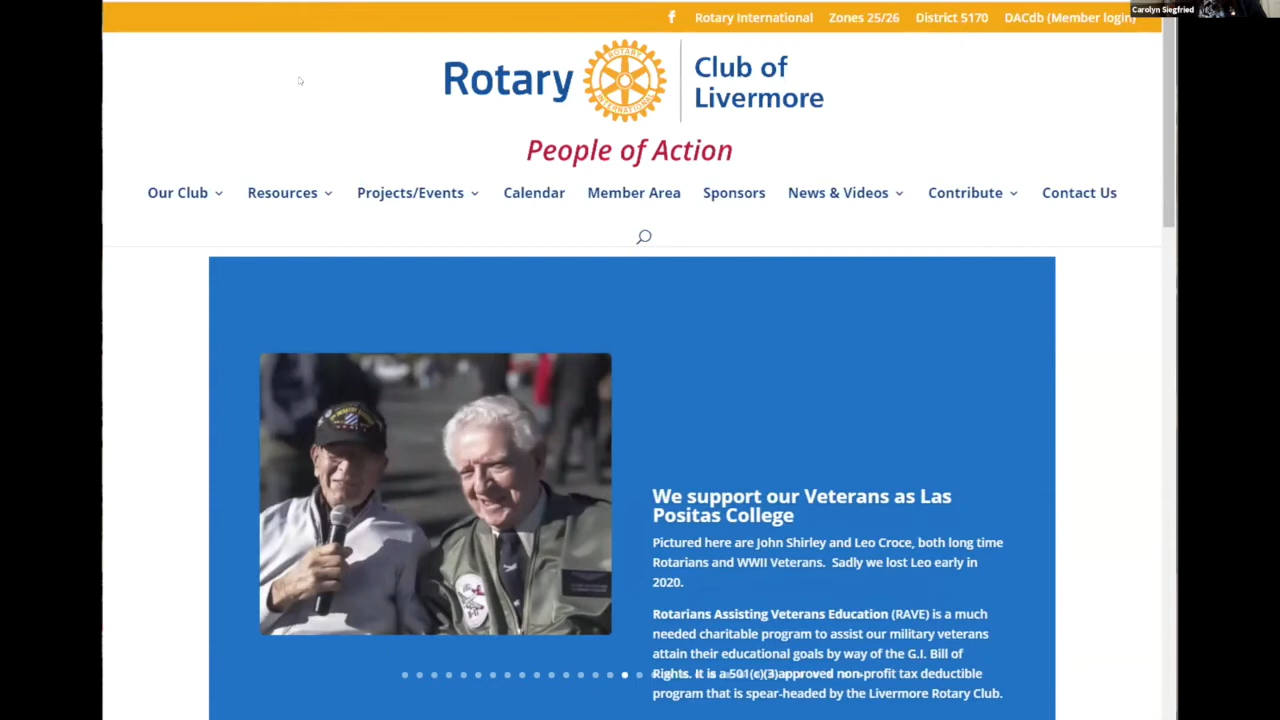 Carolyn Siegfried
Rotary International Zones 25/26 District 5170 DACdb (Member login)
Rotary
ROTARY
INTERNATIONAL
Club of
Livermore
People of Action
Our Club Resources Projects/Events Calendar Member Area Sponsors News & Videos Contribute Contact Us
We support our Veterans as Las
Positas College
Pictured here are John Shirley and Leo Croce, both long time
Rotarians and WWII Veterans. Sadly we lost Leo early in
2020.
Rotarians Assisting Veterans Education (RAVE) is a much
needed charitable program to assist our military veterans
attain their educational goals by way of the G.I. Bill of
Rights. It is a 501(c)(3) approved non-profit tax deductible
program that is spear-headed by the Livermore Rotary Club.